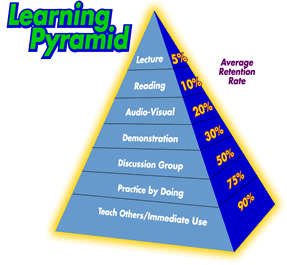 Learning
Pyramid
Average
Retention
Rate
Lecture 5%
Reading 10%
Audio-Visual 20%
Demonstration 30%
Discussion Group 50%
Practice by Doing 75%
Teach Others/Immediate Use 90%